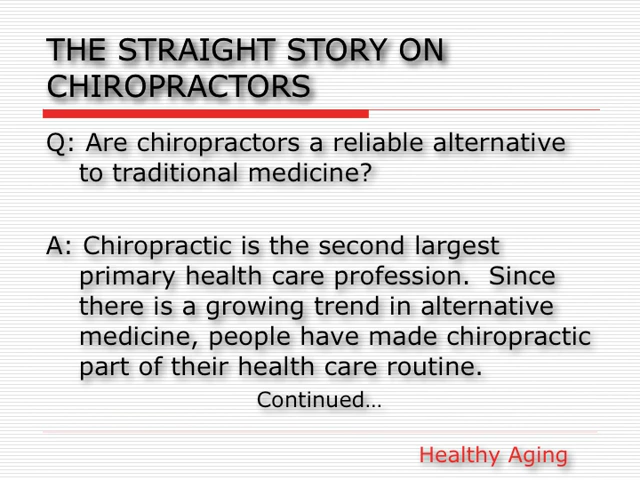 THE STRAIGHT STORY ON
CHIROPRACTORS
Q: Are chiropractors a reliable alternative
to traditional medicine?
A: Chiropractic is the second largest
primary health care profession.  Since
there is a growing trend in alternative
medicine, people have made chiropractic
part of their health care routine.
Continued…
Healthy Aging